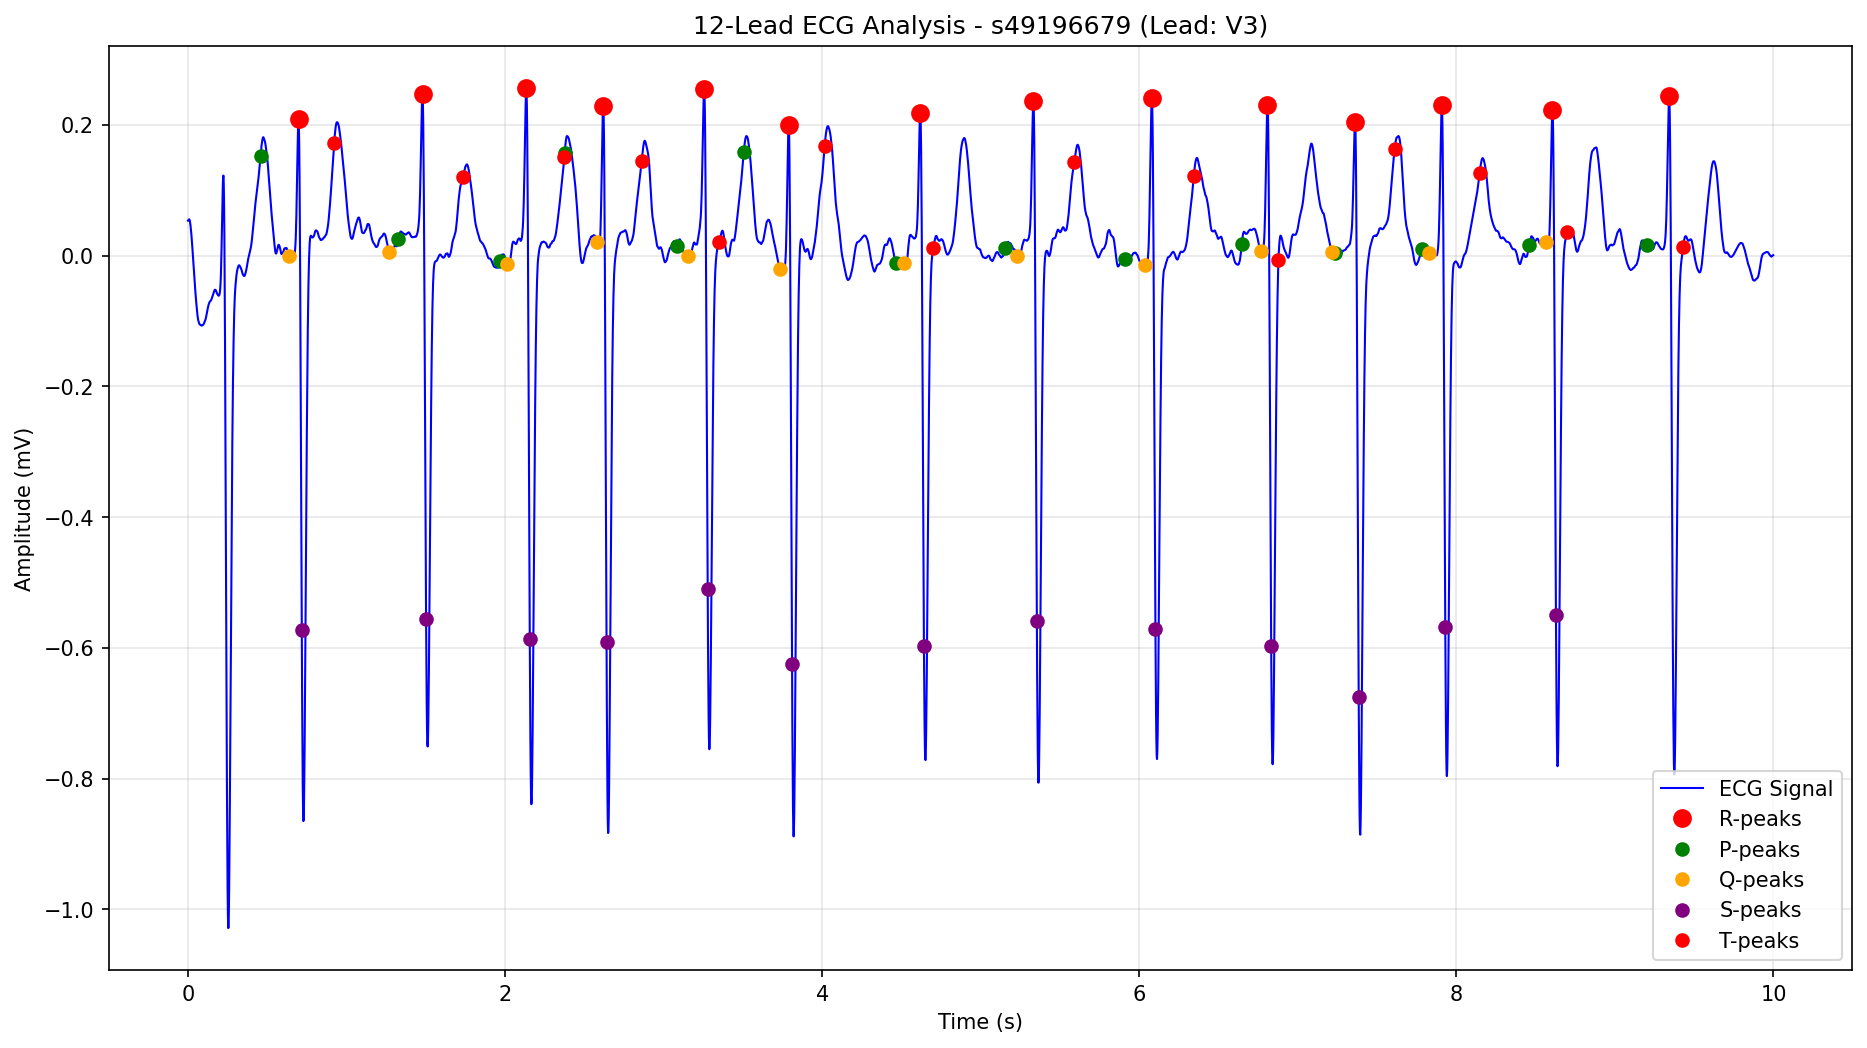 12-Lead ECG Analysis - s49196679 (Lead: V3)
Amplitude (mV)
0.2
0.0
−0.2
−0.4
−0.6
−0.8
−1.0
0 2 4 6 8 10
Time (s)
ECG Signal
R-peaks
P-peaks
Q-peaks
S-peaks
T-peaks